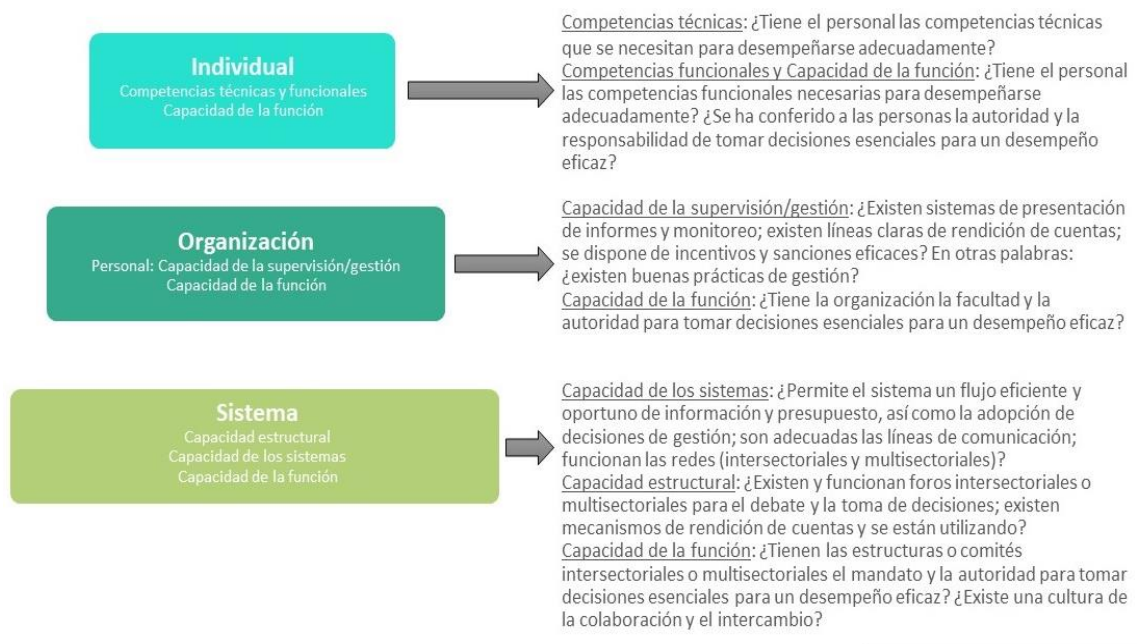 Individual
Competencias técnicas y funcionales
Capacidad de la función
Competencias técnicas: ¿Tiene el personal las competencias técnicas
que se necesitan para desempeñarse adecuadamente?
Competencias funcionales y Capacidad de la función: ¿Tiene el personal
las competencias funcionales necesarias para desempeñarse
adecuadamente? ¿Se ha conferido a las personas la autoridad y la
responsabilidad de tomar decisiones esenciales para un desempeño
eficaz?
Organización
Personal: Capacidad de la supervisión/gestión
Capacidad de la función
Capacidad de la supervisión/gestión: ¿Existen sistemas de presentación
de informes y monitoreo; existen líneas claras de rendición de cuentas;
se dispone de incentivos y sanciones eficaces? En otras palabras:
¿existen buenas prácticas de gestión?
Capacidad de la función: ¿Tiene la organización la facultad y la
autoridad para tomar decisiones esenciales para un desempeño eficaz?
Sistema
Capacidad estructural
Capacidad de los sistemas
Capacidad de la función
Capacidad de los sistemas: ¿Permite el sistema un flujo eficiente y
oportuno de información y presupuesto, así como la adopción de
decisiones de gestión; son adecuadas las líneas de comunicación;
funcionan las redes (intersectoriales y multisectoriales)?
Capacidad estructural: ¿Existen y funcionan foros intersectoriales o
multisectoriales para el debate y la toma de decisiones; existen
mecanismos de rendición de cuentas y se están utilizando?
Capacidad de la función: ¿Tienen las estructuras o comités
intersectoriales o multisectoriales el mandato y la autoridad para tomar
decisiones esenciales para un desempeño eficaz? ¿Existe una cultura de
la colaboración y el intercambio?